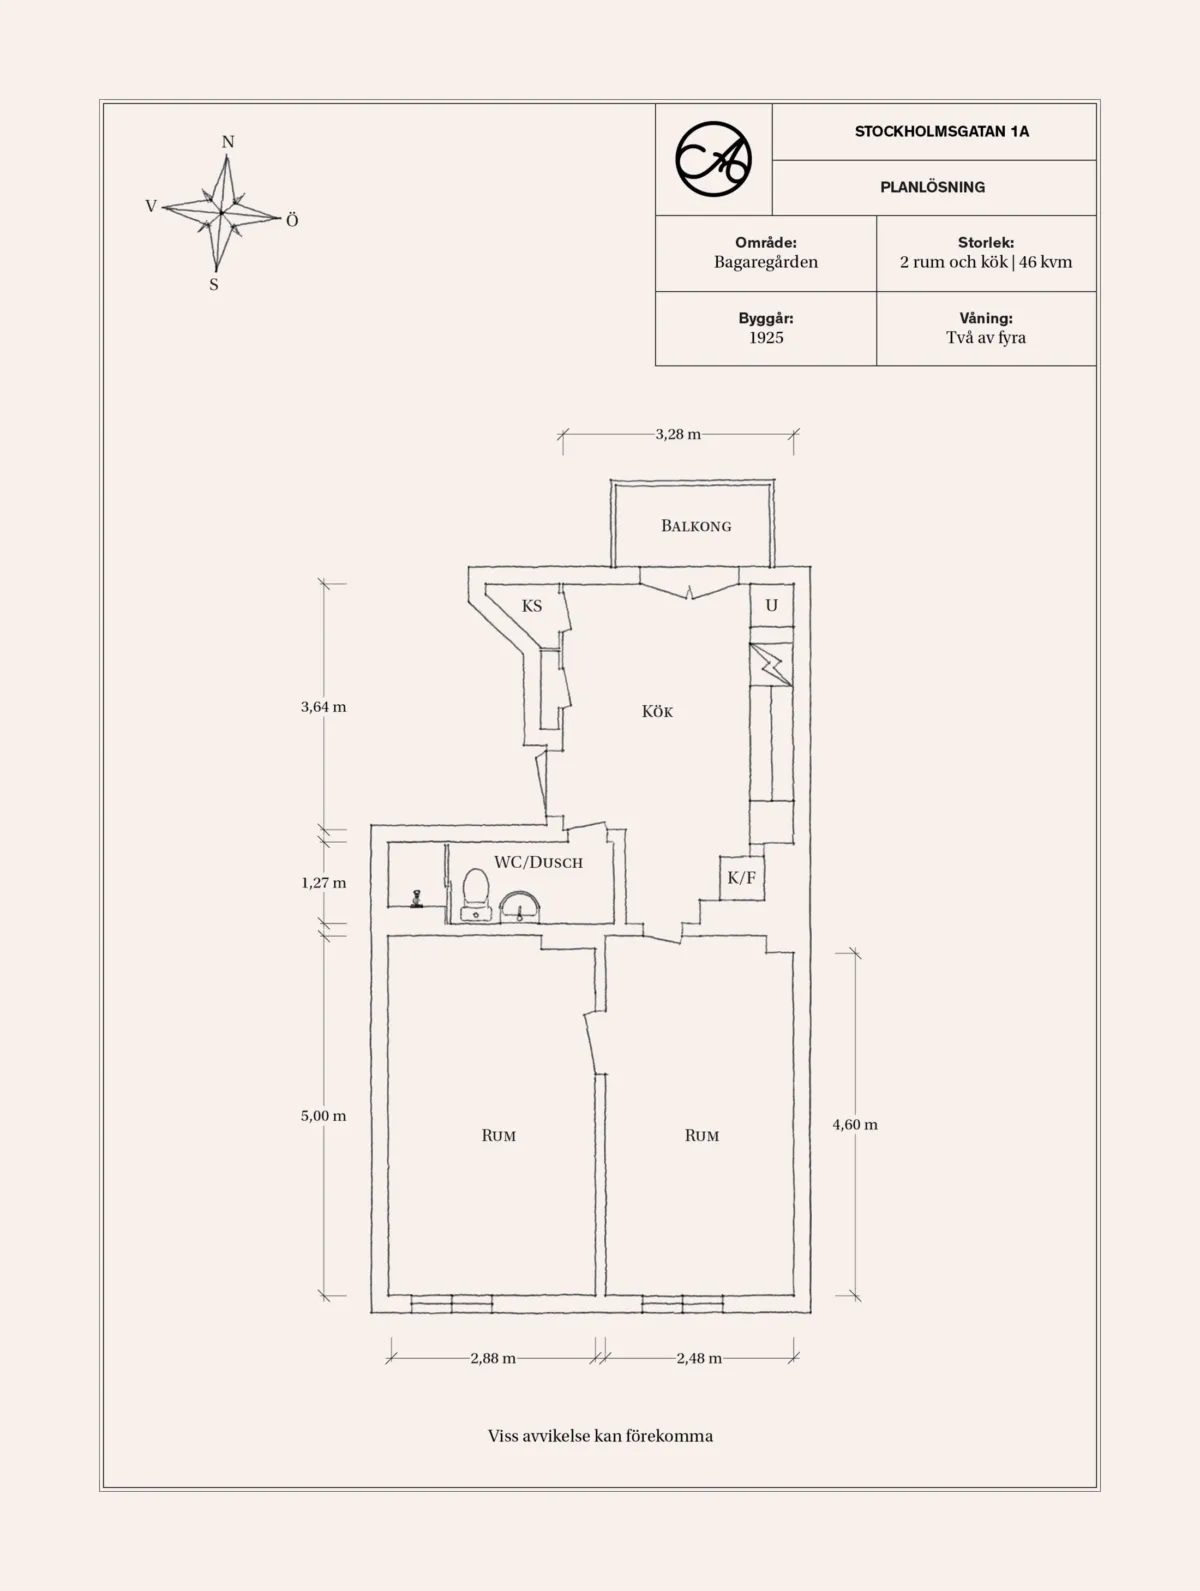 N
V
Ö
S
STOCKHOLMSGATAN 1A
PLANLÖSNING
Område:
Bagaregården
Storlek:
2 rum och kök | 46 kvm
Byggår:
1925
Våning:
Två av fyra
3,28 m
BALKONG
KS
U
3,64 m
KÖK
WC/DUSCH
1,27 m
K/F
5,00 m
4,60 m
RUM
RUM
2,88 m
2,48 m
Viss avvikelse kan förekomma